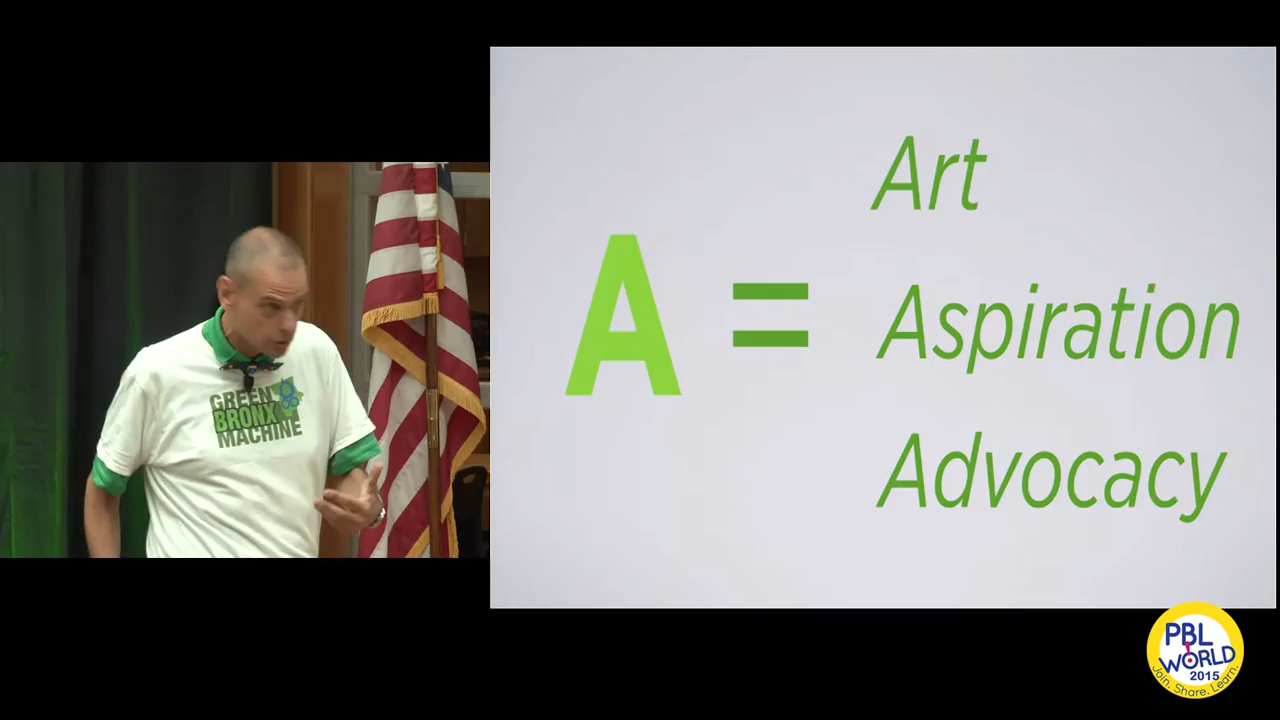 GREEN
BRONX
MACHINE
A =
Art
Aspiration
Advocacy
PBL
WORLD
2015
Join. Share. Learn.